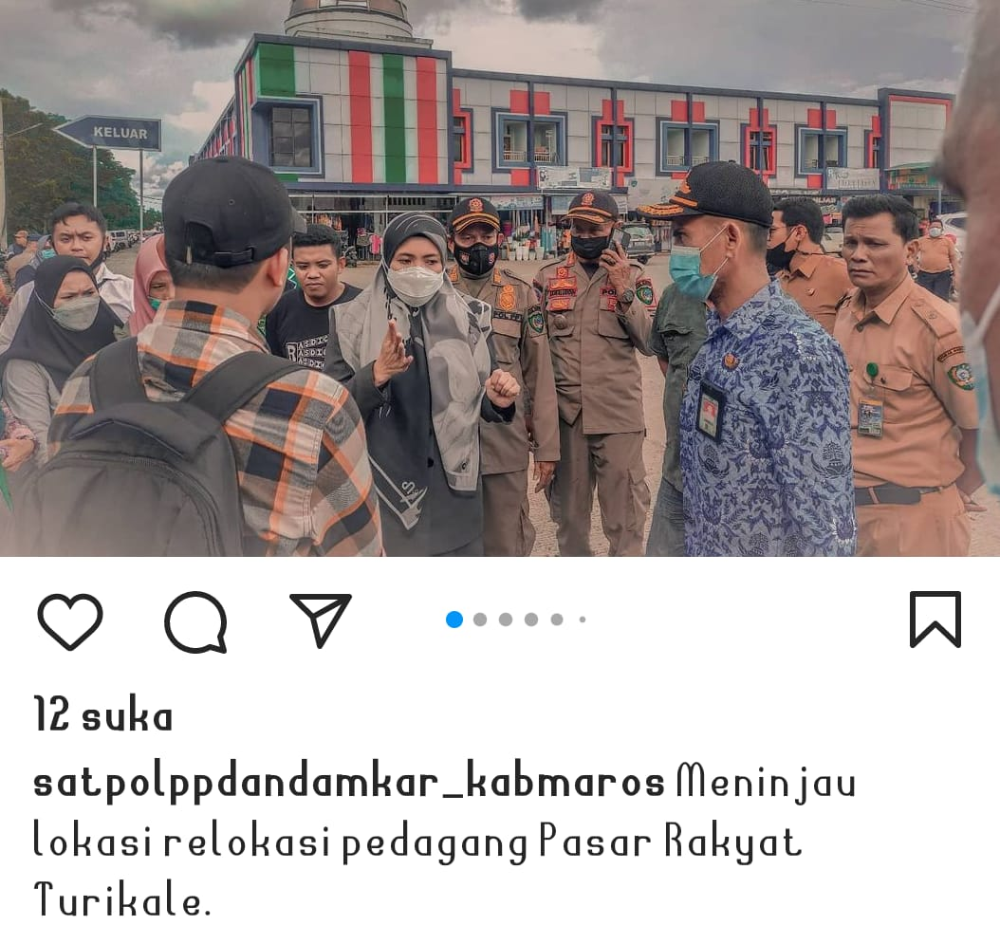 KELUAR
12 suka
satpolppdandamkar_kabmaros Meninjau
lokasi relokasi pedagang Pasar Rakyat
Turikale.